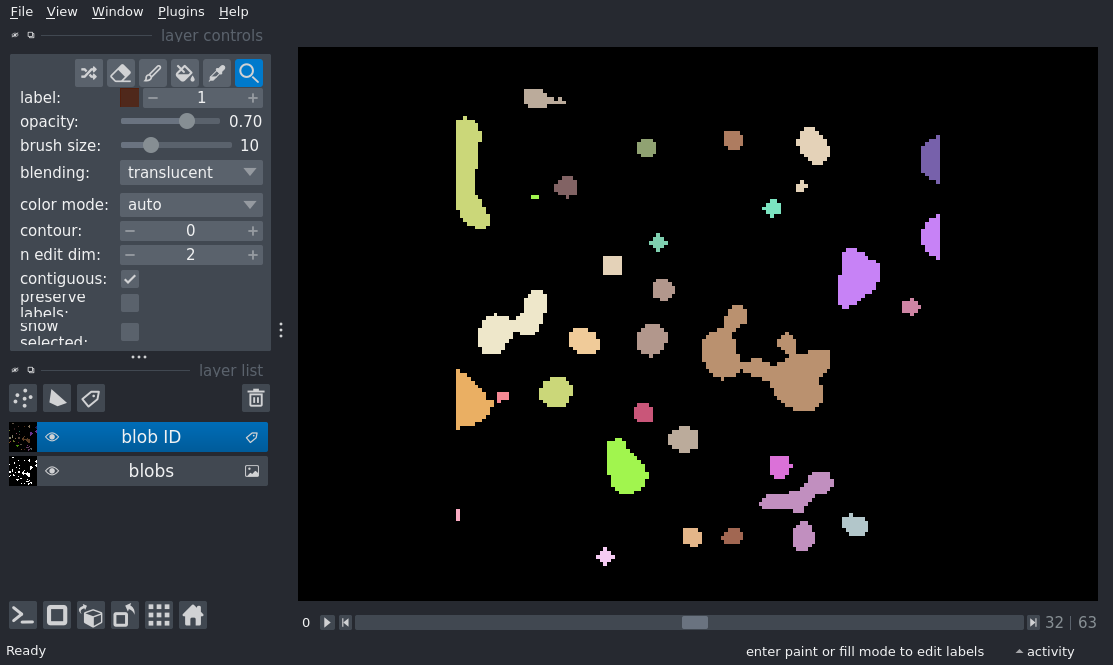 File View Window Plugins Help
layer controls
label: 1
opacity: 0.70
brush size: 10
blending: translucent
color mode: auto
contour: 0
n edit dim: 2
contiguous:
preserve
labels:
show
selected:
layer list
blob ID
blobs
0 32 | 63
Ready enter paint or fill mode to edit labels activity